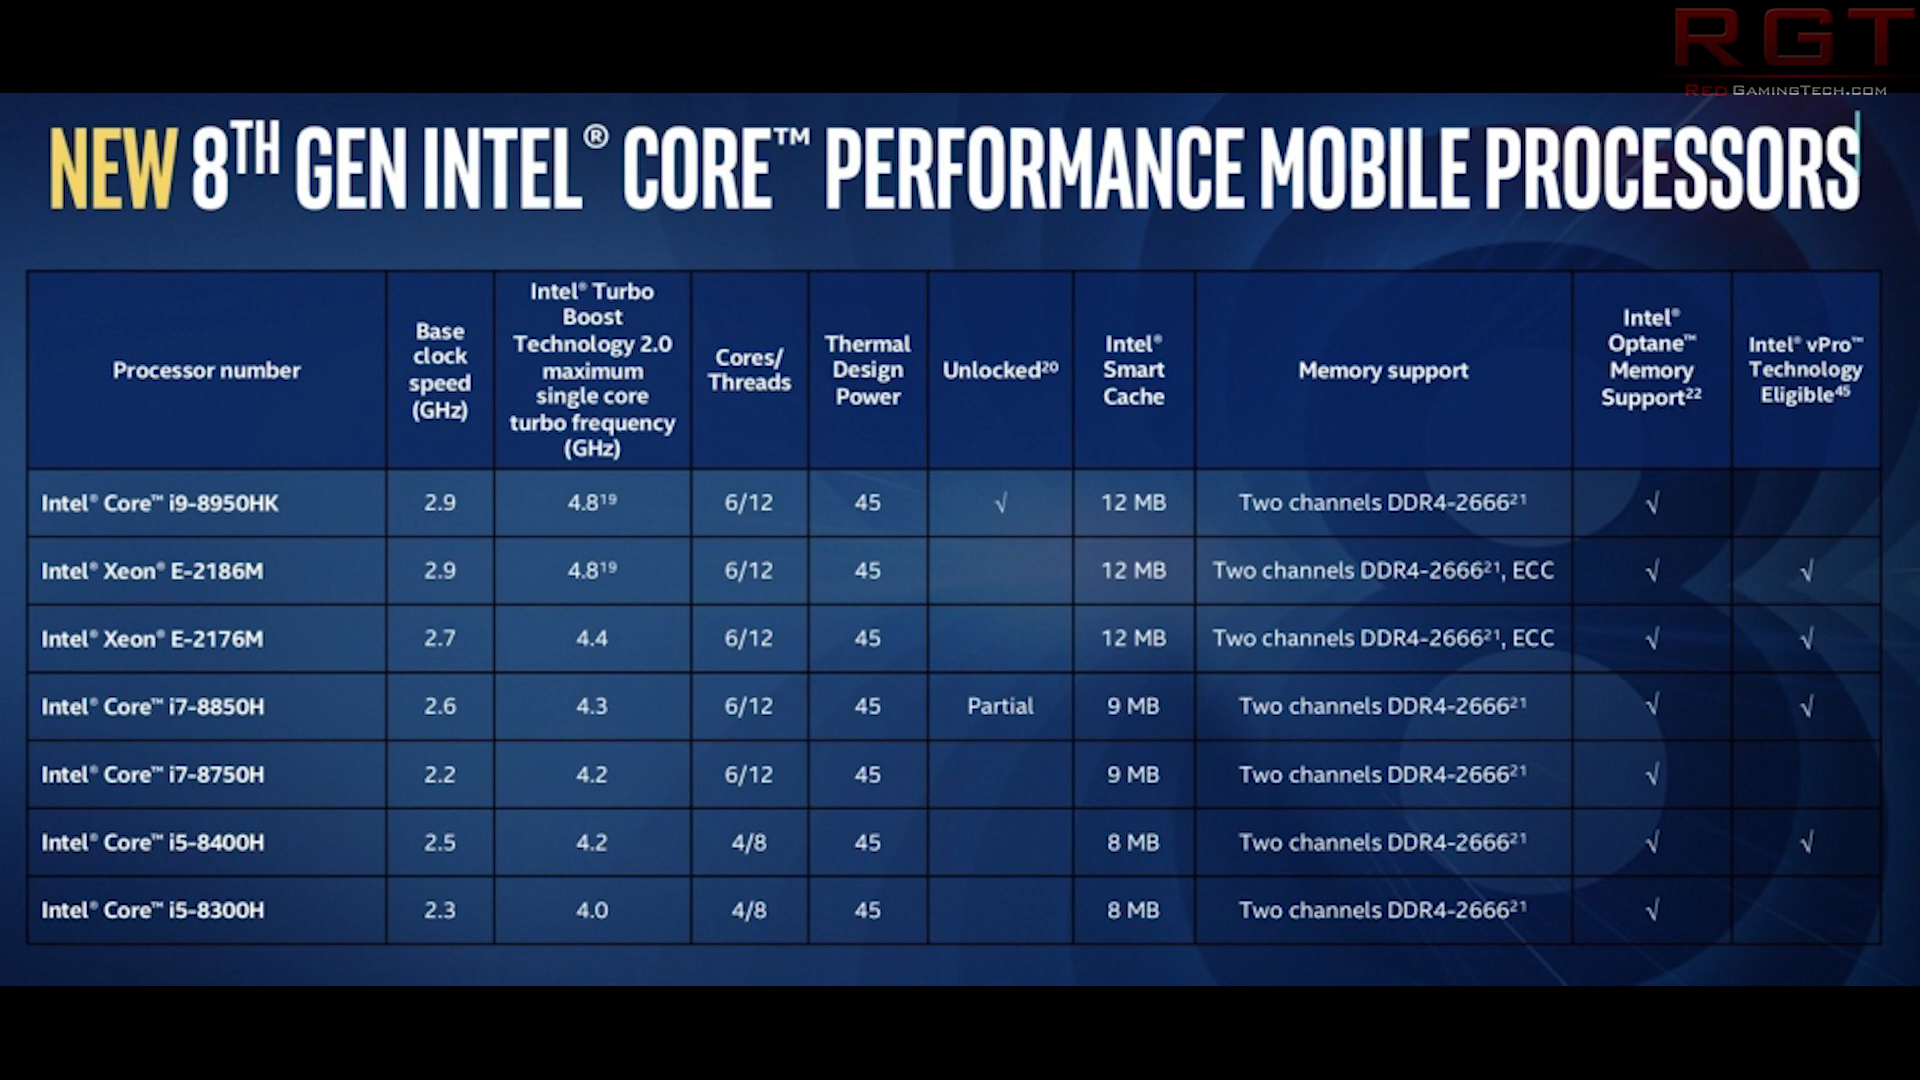 RGT
RedGamingTech.com
NEW 8TH GEN INTEL® CORE™ PERFORMANCE MOBILE PROCESSORS
Processor number
Base
clock
speed
(GHz)
Intel® Turbo
Boost
Technology 2.0
maximum
single core
turbo frequency
(GHz)
Cores/
Threads
Thermal
Design
Power
Unlocked²⁰
Intel®
Smart
Cache
Memory support
Intel®
Optane™
Memory
Support²²
Intel® vPro™
Technology
Eligible⁴⁵
Intel® Core™ i9-8950HK 2.9 4.8¹⁹ 6/12 45 √ 12 MB Two channels DDR4-2666²¹ √
Intel® Xeon® E-2186M 2.9 4.8¹⁹ 6/12 45 12 MB Two channels DDR4-2666²¹, ECC √ √
Intel® Xeon® E-2176M 2.7 4.4 6/12 45 12 MB Two channels DDR4-2666²¹, ECC √ √
Intel® Core™ i7-8850H 2.6 4.3 6/12 45 Partial 9 MB Two channels DDR4-2666²¹ √ √
Intel® Core™ i7-8750H 2.2 4.2 6/12 45 9 MB Two channels DDR4-2666²¹ √
Intel® Core™ i5-8400H 2.5 4.2 4/8 45 8 MB Two channels DDR4-2666²¹ √ √
Intel® Core™ i5-8300H 2.3 4.0 4/8 45 8 MB Two channels DDR4-2666²¹ √